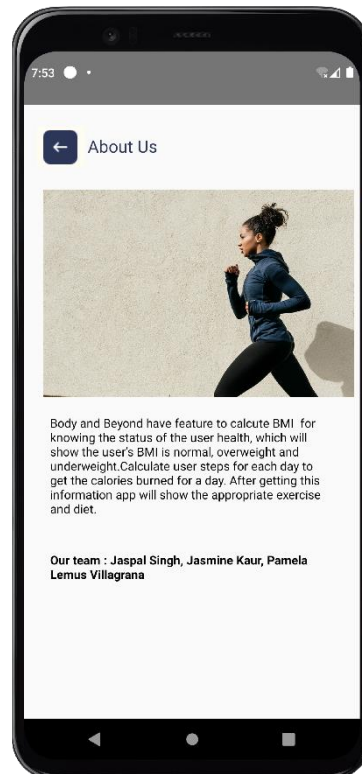 7:53
About Us
Body and Beyond have feature to calcute BMI  for
knowing the status of the user health, which will
show the user's BMI is normal, overweight and
underweight.Calculate user steps for each day to
get the calories burned for a day. After getting this
information app will show the appropriate exercise
and diet.
Our team : Jaspal Singh, Jasmine Kaur, Pamela
Lemus Villagrana